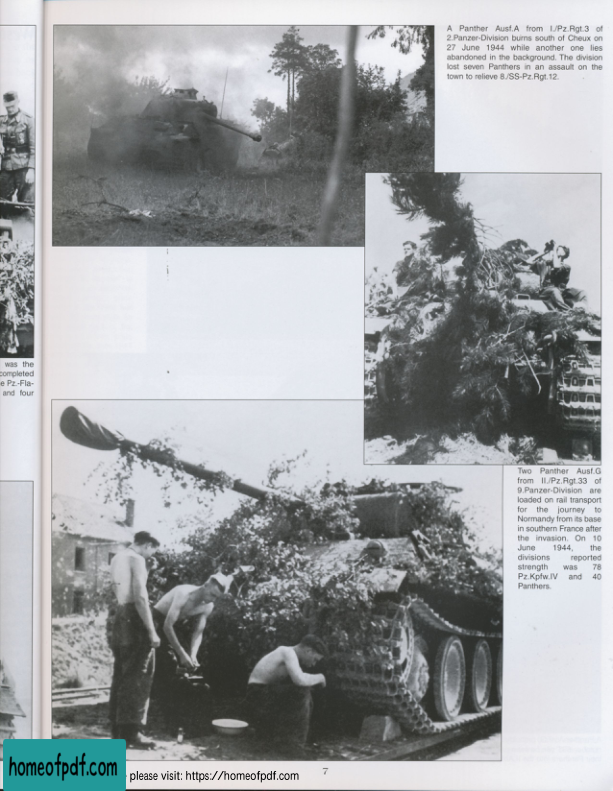 A Panther Ausf.A from I./Pz.Rgt.3 of
2.Panzer-Division burns south of Cheux on
27 June 1944 while another one lies
abandoned in the background. The division
lost seven Panthers in an assault on the
town to relieve 8./SS-Pz.Rgt.12.
was the
completed
e Pz.-Fla-
and four
Two Panther Ausf.G
from II./Pz.Rgt.33 of
9.Panzer-Division are
loaded on rail transport
for the journey to
Normandy from its base
in southern France after
the invasion. On 10
June 1944, the
divisions reported
strength was 78
Pz.Kpfw.IV and 40
Panthers.
homeofpdf.com
please visit: https://homeofpdf.com
7